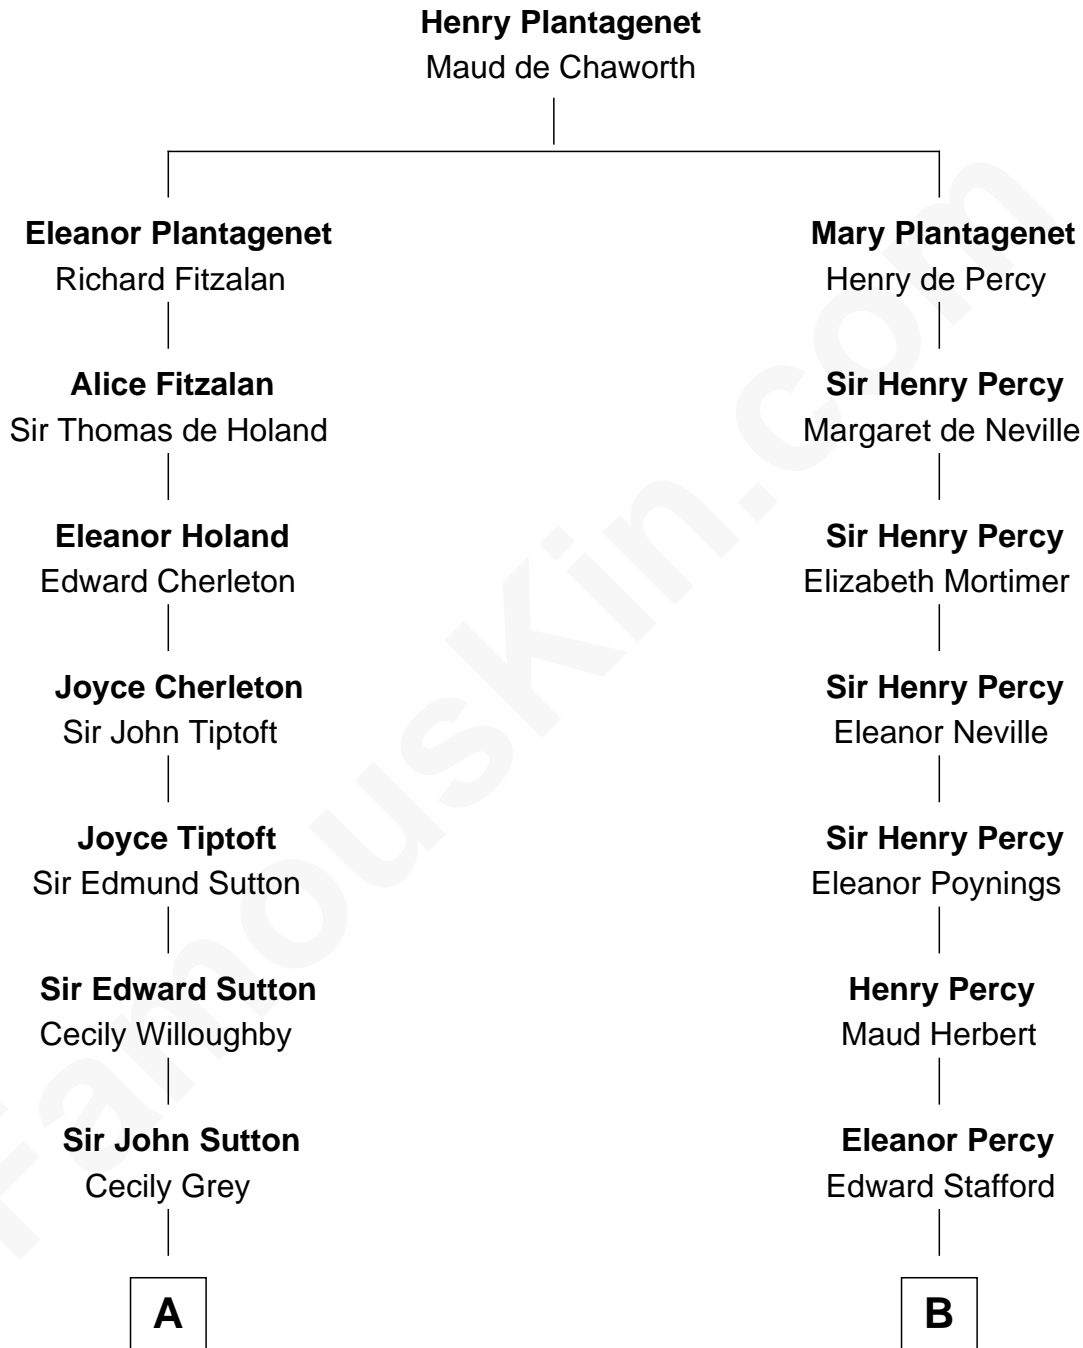 Henry Plantagenet
Maud de Chaworth
Eleanor Plantagenet
Richard Fitzalan
Alice Fitzalan
Sir Thomas de Holand
Eleanor Holand
Edward Cherleton
Joyce Cherleton
Sir John Tiptoft
Joyce Tiptoft
Sir Edmund Sutton
Sir Edward Sutton
Cecily Willoughby
Sir John Sutton
Cecily Grey
A
Mary Plantagenet
Henry de Percy
Sir Henry Percy
Margaret de Neville
Sir Henry Percy
Elizabeth Mortimer
Sir Henry Percy
Eleanor Neville
Sir Henry Percy
Eleanor Poynings
Henry Percy
Maud Herbert
Eleanor Percy
Edward Stafford
B
FamousKin.com